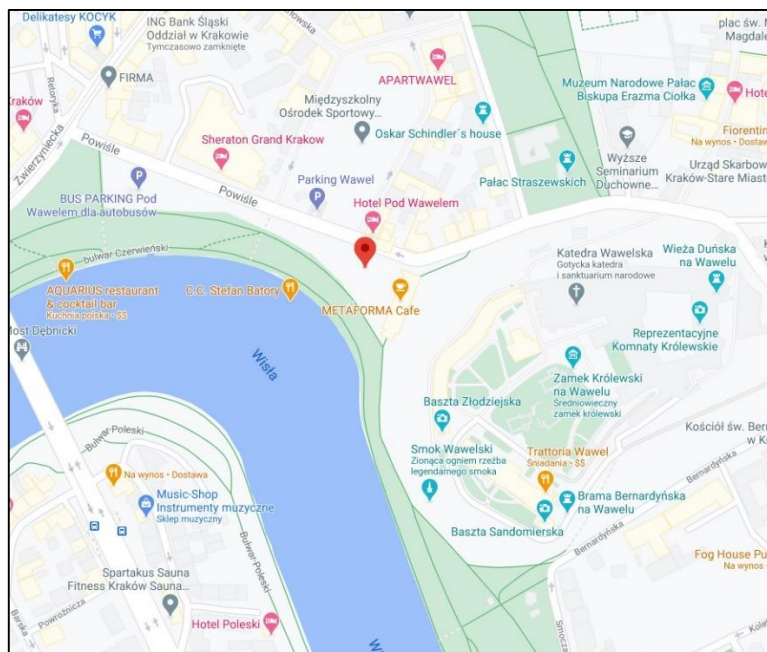 Delikatesy KOCYK
ING Bank Śląski
Oddział w Krakowie
Tymczasowo zamknięte
FIRMA
Retoryka
Kraków
Zwierzyniecka
Powiśle
Sheraton Grand Krakow
APARTWAWEL
Międzyszkolny
Ośrodek Sportowy...
Oskar Schindler's house
plac św. M
Magdale
Muzeum Narodowe Pałac
Biskupa Erazma Ciołka
Hote
Fiorentin
Na wynos • Dostaw
Wyższe
Seminarium
Duchowne...
Urząd Skarbow
Kraków-Stare Miast
Pałac Straszewskich
BUS PARKING Pod
Wawelem dla autobusów
Parking Wawel
Powiśle
Hotel Pod Wawelem
bulwar Czerwieński
AQUARIUS restaurant
& cocktail bar
Kuchnia polska • $$
C.C. Stefan Batory
METAFORMA Cafe
Katedra Wawelska
Gotycka katedra
i sanktuarium narodowe
Wieża Duńska
na Wawelu
Reprezentacyjne
Komnaty Królewskie
Most Dębnicki
Wisła
Zamek Królewski
na Wawelu
Średniowieczny
zamek królewski
Baszta Złodziejska
Kościół św. Bernar
w K
Smok Wawelski
Zionąca ogniem rzeźba
legendarnego smoka
Trattoria Wawel
Śniadania • $$
Bernardyńska
Bulwar Poleski
Na wynos • Dostawa
Music-Shop
Instrumenty muzyczne
Sklep muzyczny
Brama Bernardyńska
na Wawelu
Baszta Sandomierska
Bernardyńska
Fog House Pu
Na wynos •
Bulwar Poleski
Spartakus Sauna
Fitness Kraków Sauna...
Powroźnicza
Barska
Hotel Poleski
Smocza
Kole